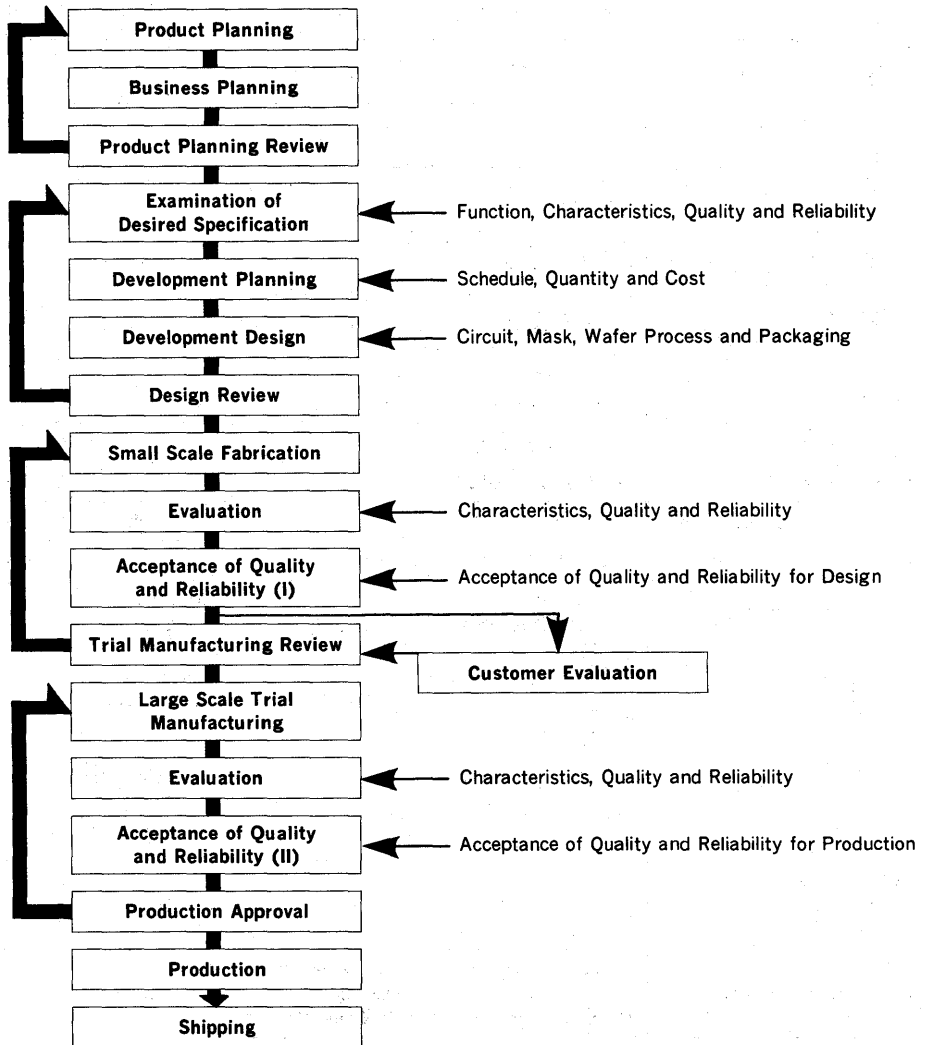 Product Planning
Business Planning
Product Planning Review
Examination of
Desired Specification
Function, Characteristics, Quality and Reliability
Development Planning
Schedule, Quantity and Cost
Development Design
Circuit, Mask, Wafer Process and Packaging
Design Review
Small Scale Fabrication
Evaluation
Characteristics, Quality and Reliability
Acceptance of Quality
and Reliability (I)
Acceptance of Quality and Reliability for Design
Trial Manufacturing Review
Customer Evaluation
Large Scale Trial
Manufacturing
Evaluation
Characteristics, Quality and Reliability
Acceptance of Quality
and Reliability (II)
Acceptance of Quality and Reliability for Production
Production Approval
Production
Shipping